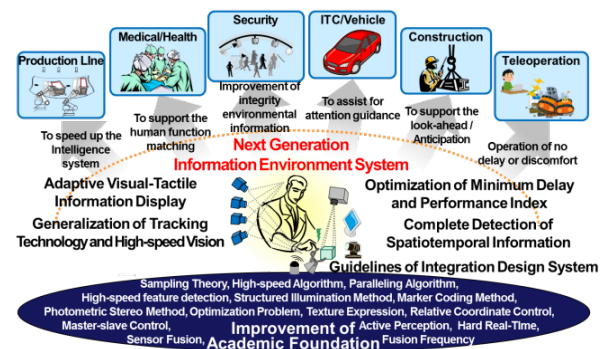 Security
ITC/Vehicle
Medical/Health
Construction
Production LIne
Teleoperation
Improvement of
integrity
environmental
information
To speed up the
Intelligence
system
To support the
human function
matching
To assist for
attention guidance
To support the
look-ahead /
Anticipation
Operation of no
delay or discomfort
Next Generation
Information Environment System
Adaptive Visual-Tactile
Information Display
Generalization of Tracking
Technology and High-speed Vision
Optimization of Minimum Delay
and Performance Index
Complete Detection of
Spatiotemporal Information
Guidelines of Integration Design System
Sampling Theory, High-speed Algorithm, Paralleling Algorithm,
High-speed feature detection, Structured Illumination Method, Marker Coding Method,
Photometric Stereo Method, Optimization Problem, Texture Expression, Relative Coordinate Control,
Master-slave Control, Active Perception, Hard Real-TIme,
Sensor Fusion, Fusion Frequency
Improvement of
Academic Foundation